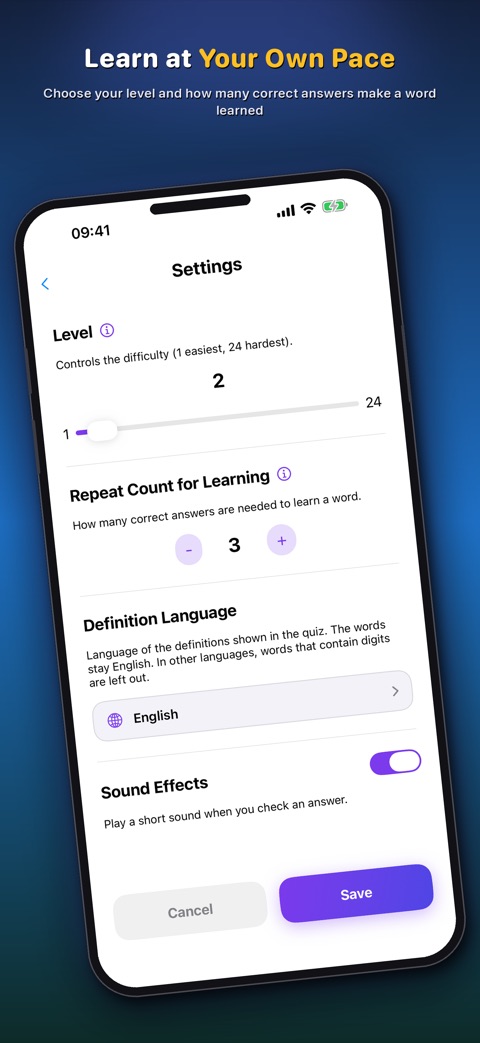 Learn at Your Own Pace
Choose your level and how many correct answers make a word
learned
09:41
Settings
Level
Controls the difficulty (1 easiest, 24 hardest).
2
1
24
Repeat Count for Learning
How many correct answers are needed to learn a word.
- 3 +
Definition Language
Language of the definitions shown in the quiz. The words
stay English. In other languages, words that contain digits
are left out.
English
Sound Effects
Play a short sound when you check an answer.
Cancel
Save